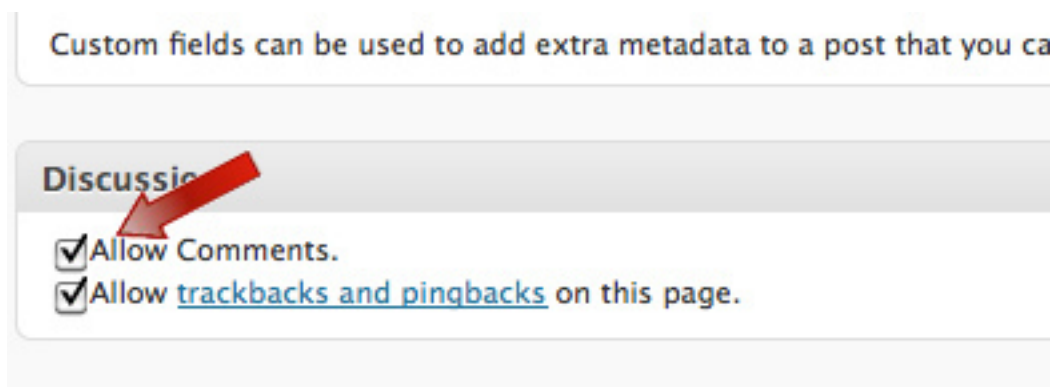 Custom fields can be used to add extra metadata to a post that you
Discussio
Allow Comments.
Allow trackbacks and pingbacks on this page.